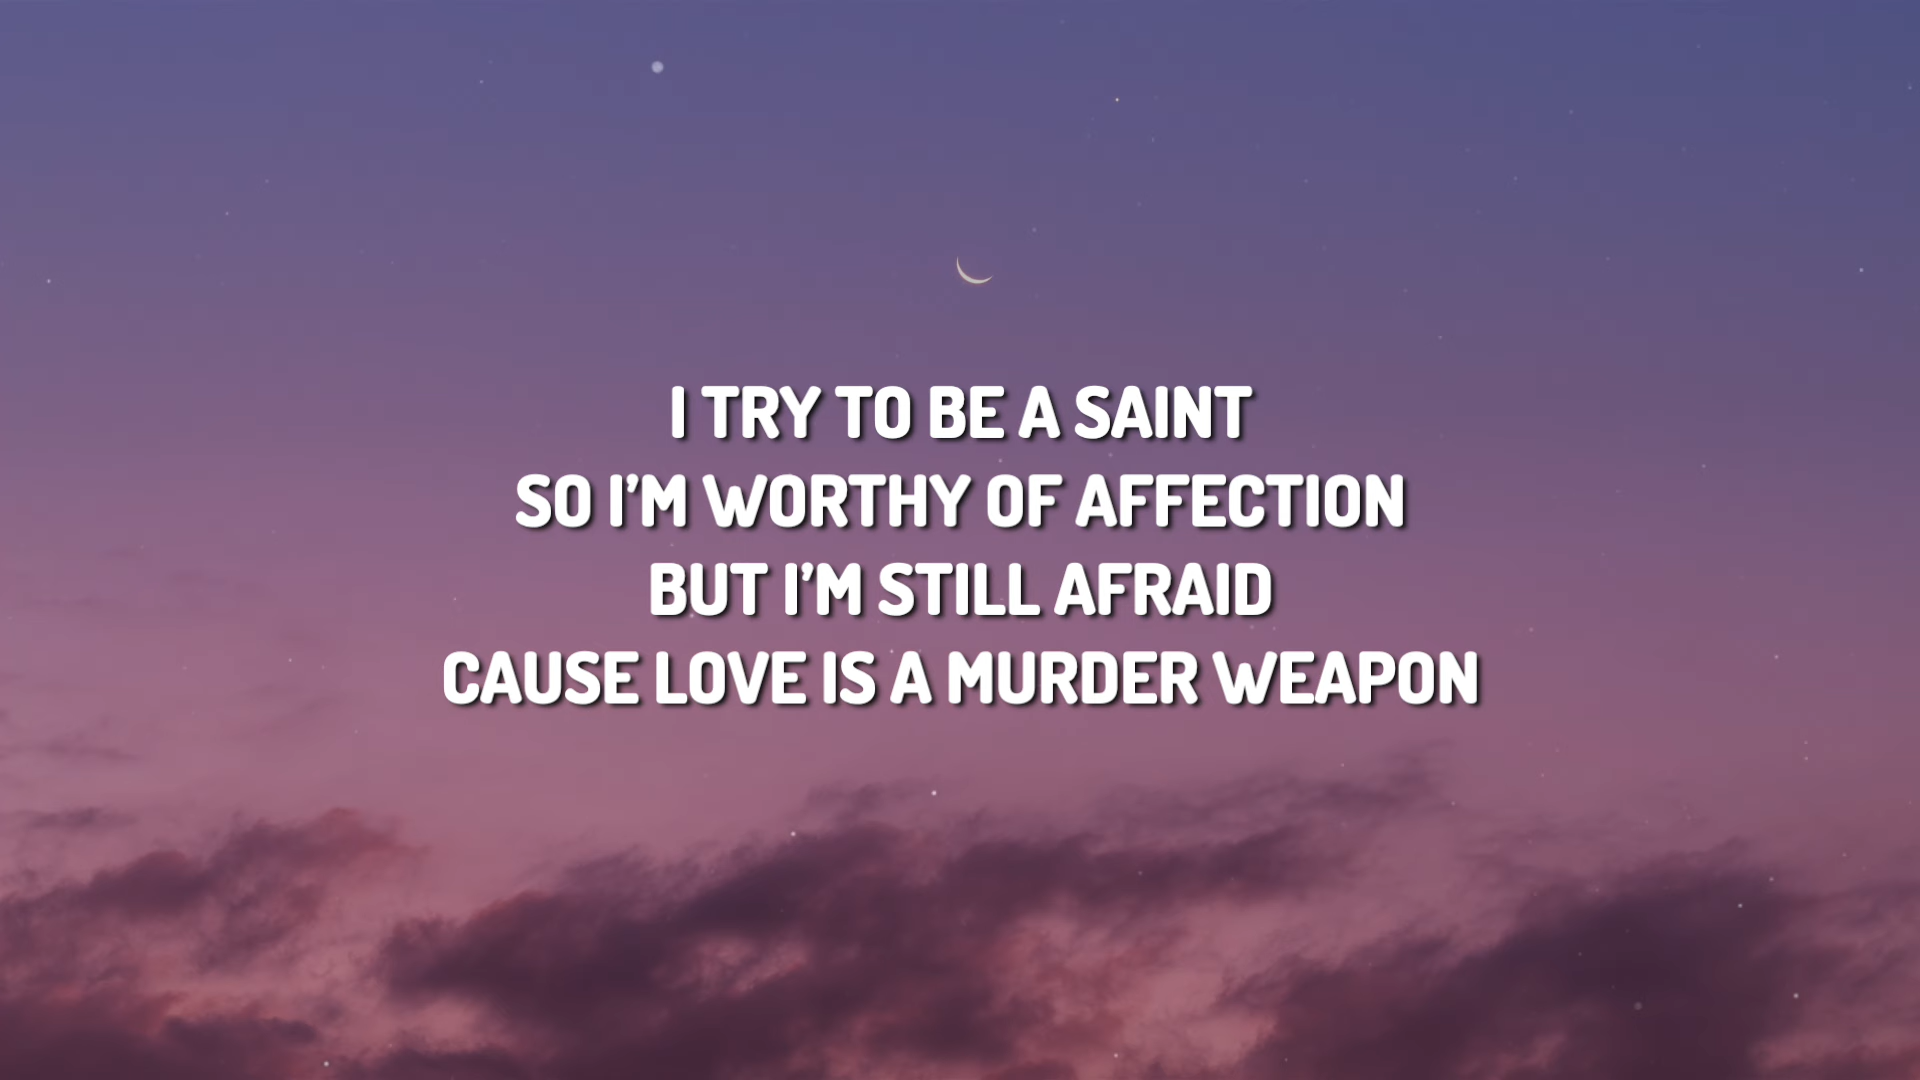 I TRY TO BE A SAINT
SO I'M WORTHY OF AFFECTION
BUT I'M STILL AFRAID
CAUSE LOVE IS A MURDER WEAPON